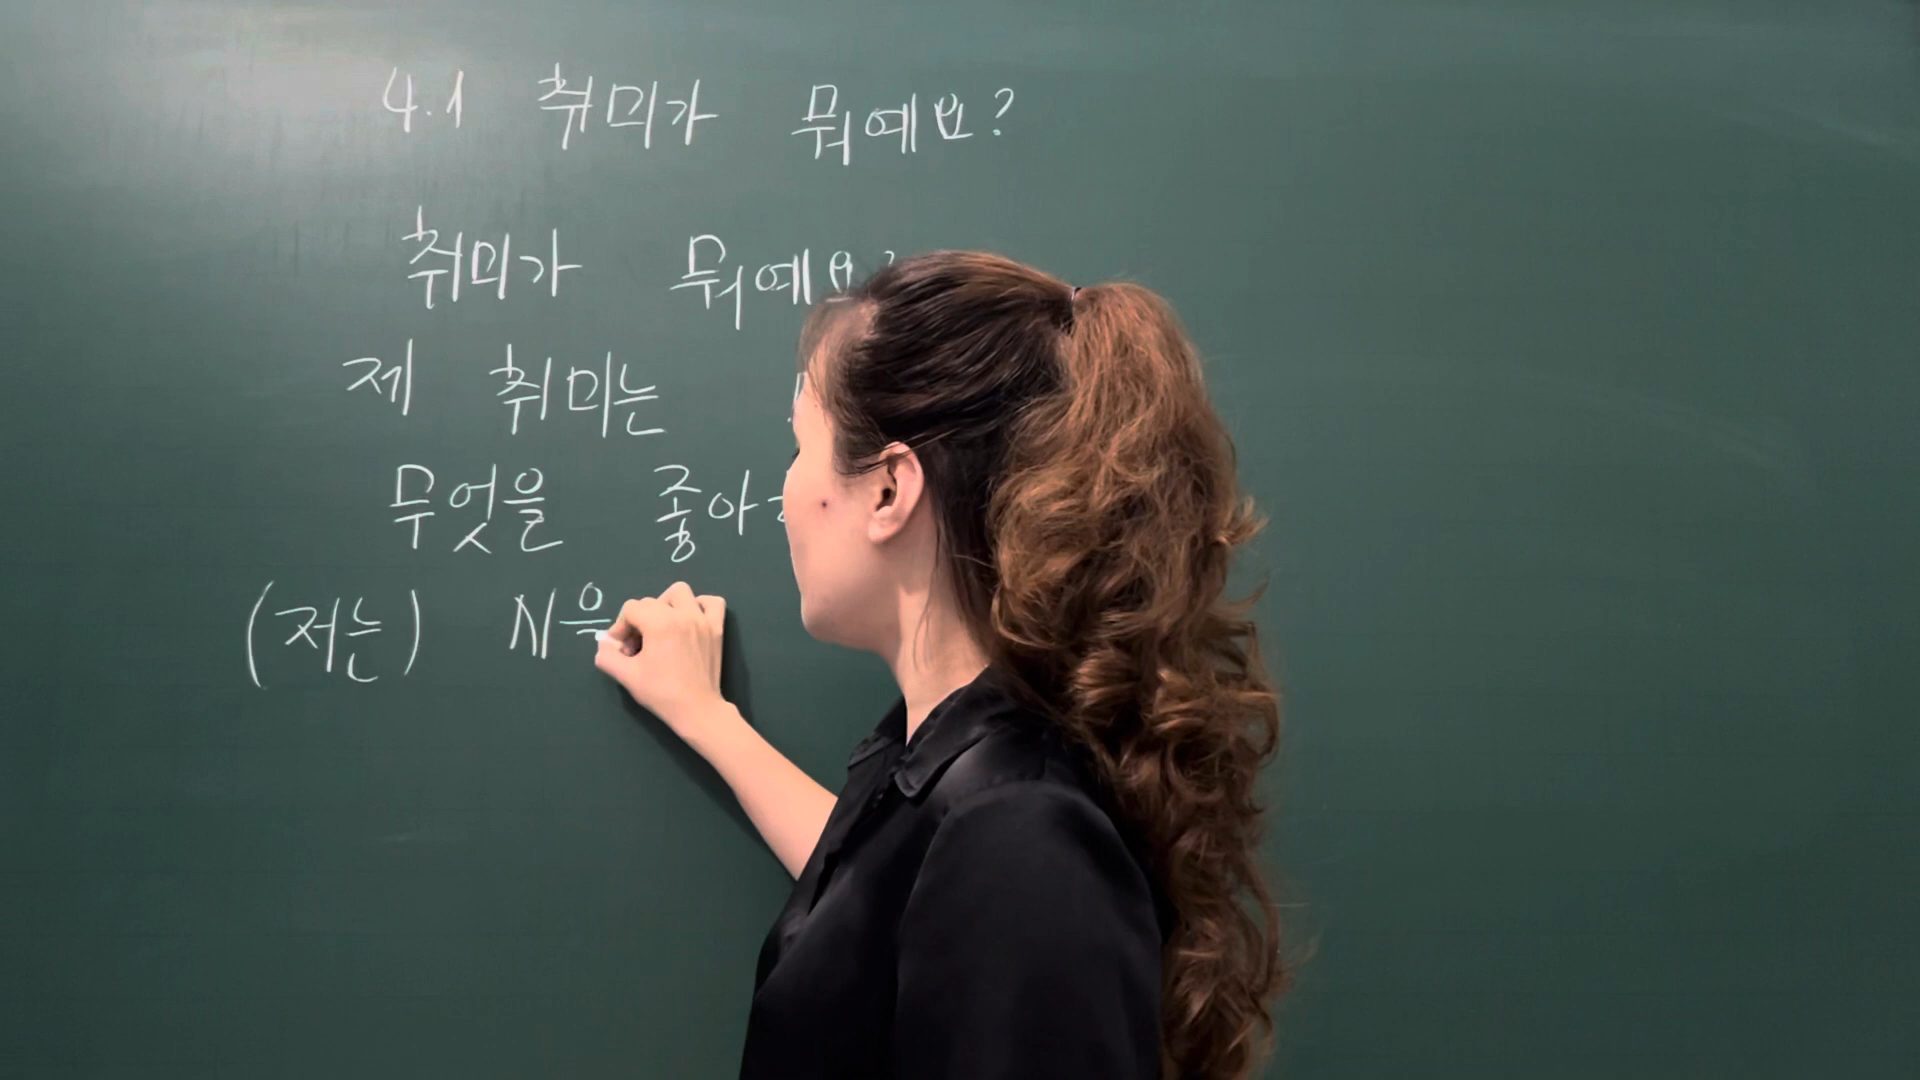 4.1 취미가 뭐예요?
취미가 뭐예요?
제 취미는
무엇을 좋아
(저는) N을